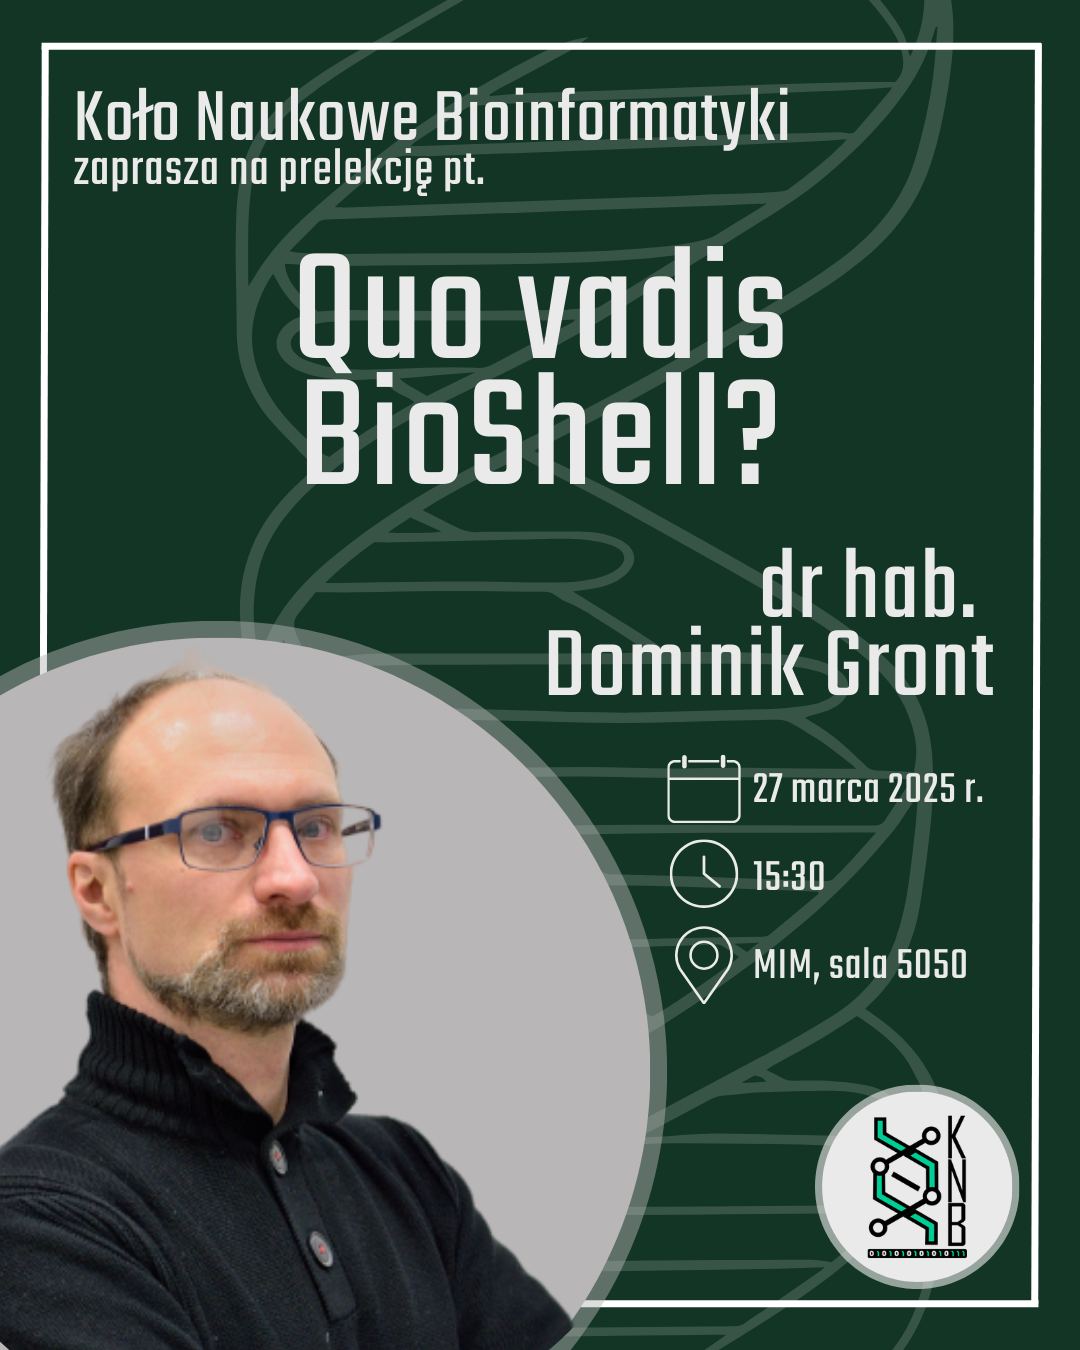 Koło Naukowe Bioinformatyki
zaprasza na prelekcję pt.
Quo vadis
BioShell?
dr hab.
Dominik Gront
27 marca 2025 r.
15:30
MIM, sala 5050
KNB